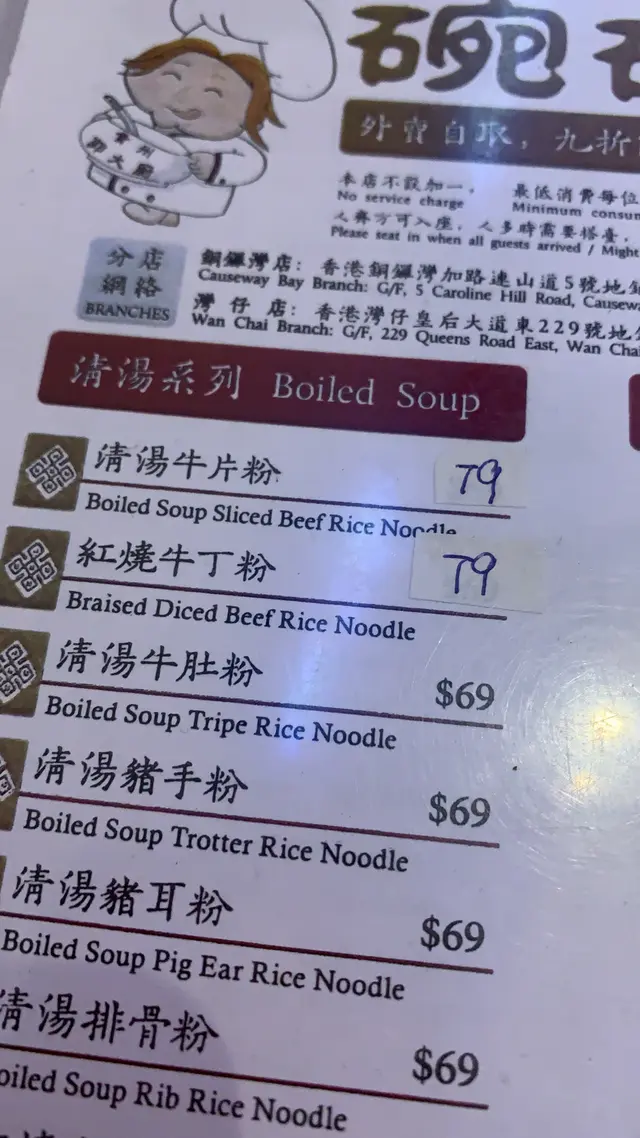 碗
外賣自取，九折
本店不設加一，
No service charge
最低消費每位
Minimum consum
人齊方可入座，人多時需要搭臺，
Please seat in when all guests arrived / Might
分店
網絡
BRANCHES
銅鑼灣店：香港銅鑼灣加路連山道5號地
Causeway Bay Branch: G/F, 5 Caroline Hill Road, Causew
灣仔店：香港灣仔皇后大道東229號地
Wan Chai Branch: G/F, 229 Queens Road East, Wan Chai
清湯系列 Boiled Soup
清湯牛片粉 79
Boiled Soup Sliced Beef Rice Noodle
紅燒牛丁粉 79
Braised Diced Beef Rice Noodle
清湯牛肚粉 $69
Boiled Soup Tripe Rice Noodle
清湯豬手粉 $69
Boiled Soup Trotter Rice Noodle
清湯豬耳粉 $69
Boiled Soup Pig Ear Rice Noodle
清湯排骨粉 $69
oiled Soup Rib Rice Noodle